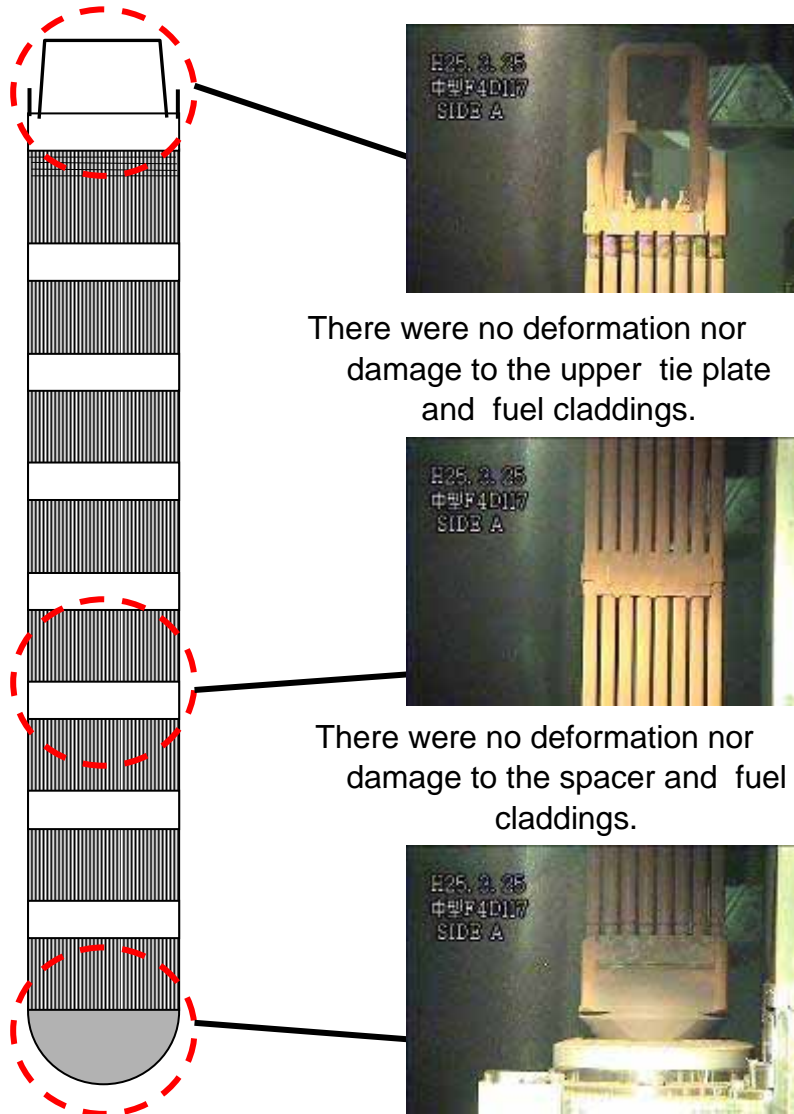 H25. 3. 25
中型F4D117
SIDE A
There were no deformation nor
damage to the upper tie plate
and fuel claddings.
H25. 3. 25
中型F4D117
SIDE A
There were no deformation nor
damage to the spacer and fuel
claddings.
H25. 3. 25
中型F4D117
SIDE A